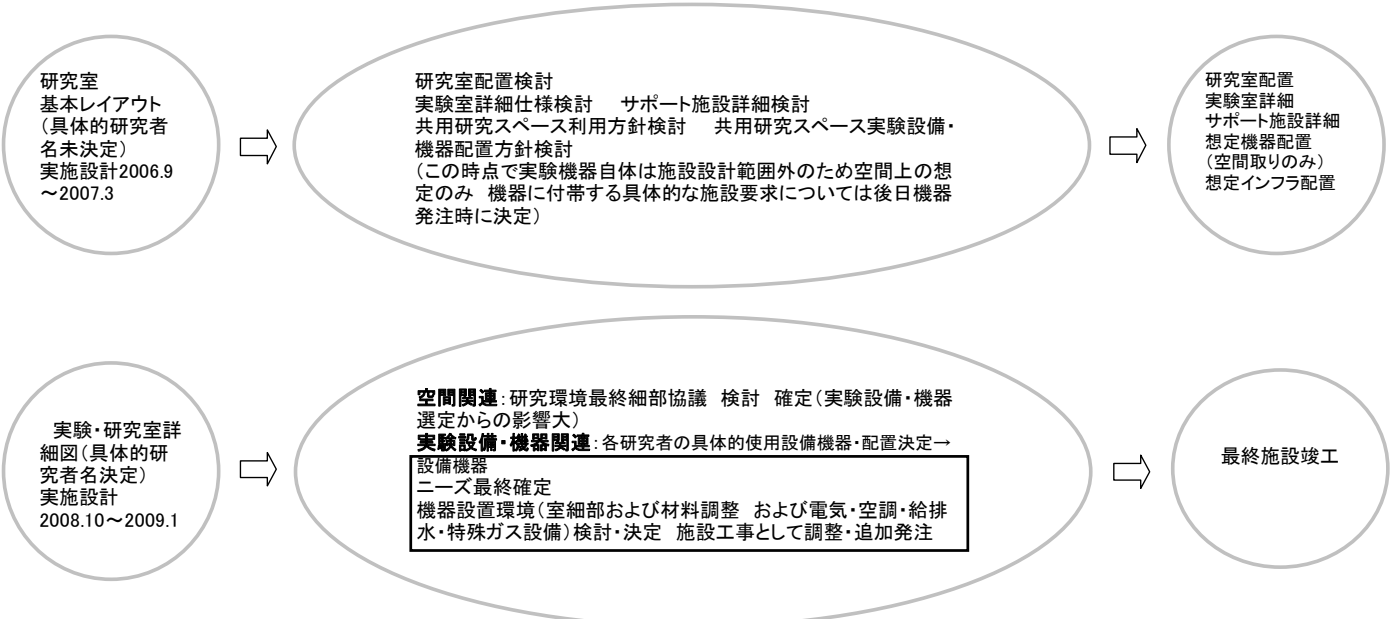 研究室
基本レイアウト
（具体的研究者
名未決定）
実施設計2006.9
～2007.3
研究室配置検討
実験室詳細仕様検討　サポート施設詳細検討
共用研究スペース利用方針検討　共用研究スペース実験設備・
機器配置方針検討
（この時点で実験機器自体は施設設計範囲外のため空間上の想
定のみ　機器に付帯する具体的な施設要求については後日機器
発注時に決定）
研究室配置
実験室詳細
サポート施設詳細
想定機器配置
（空間取りのみ）
想定インフラ配置
実験・研究室詳
細図（具体的研
究者名決定）
実施設計
2008.10～2009.1
空間関連：研究環境最終細部協議　検討　確定（実験設備・機器
選定からの影響大）
実験設備・機器関連：各研究者の具体的使用設備機器・配置決定→
設備機器
ニーズ最終確定
機器設置環境（室細部および材料調整　および電気・空調・給排
水・特殊ガス設備）検討・決定　施設工事として調整・追加発注
最終施設竣工